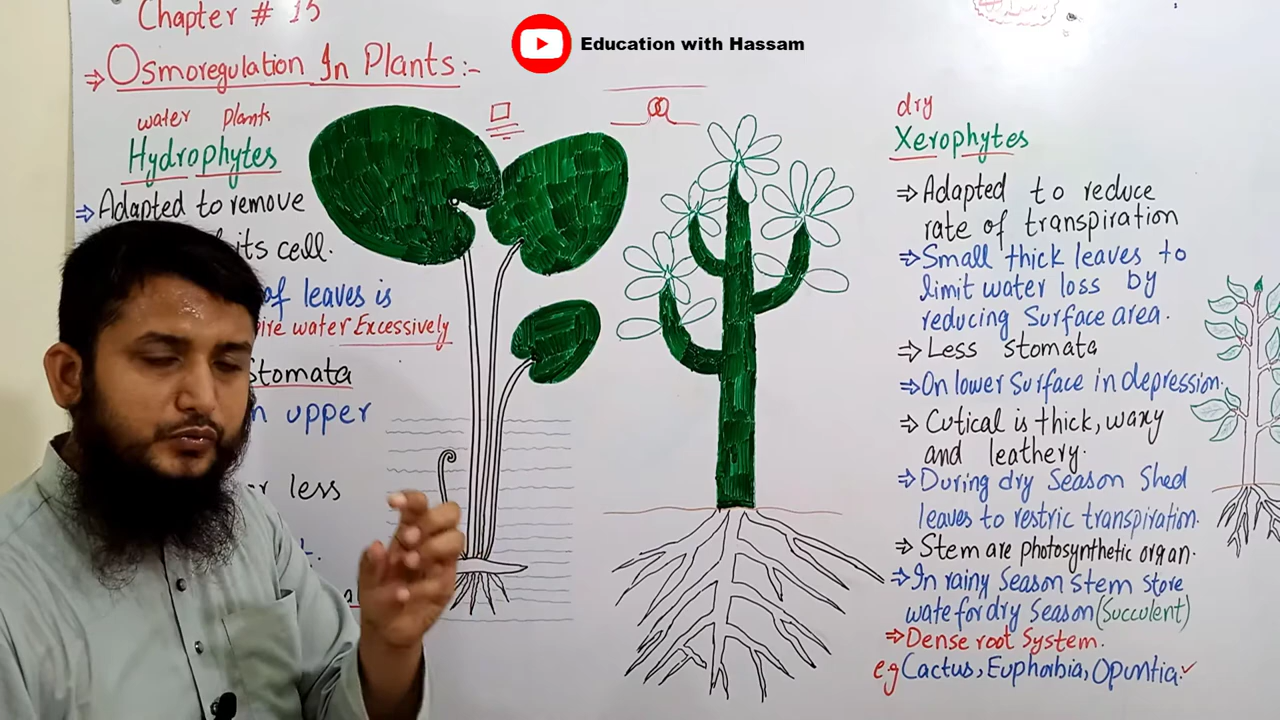 Chapter # 15
Education with Hassam
⇒ Osmoregulation In Plants:-
water plants
Hydrophytes
⇒ Adapted to remove
its cell.
of leaves is
water Excessively
Stomata
upper
less
dry
Xerophytes
⇒ Adapted to reduce
rate of transpiration
⇒ Small thick leaves to
limit water loss by
reducing Surface area.
⇒ Less stomata
⇒ On lower Surface in depression.
⇒ Cutical is thick, waxy
and leathery.
⇒ During dry Season Shed
leaves to restric transpiration.
⇒ Stem are photosynthetic organ.
⇒ In rainy Season stem store
wate for dry Season (Succulent)
⇒ Dense root System.
e.g Cactus, Euphorbia, Opuntia.